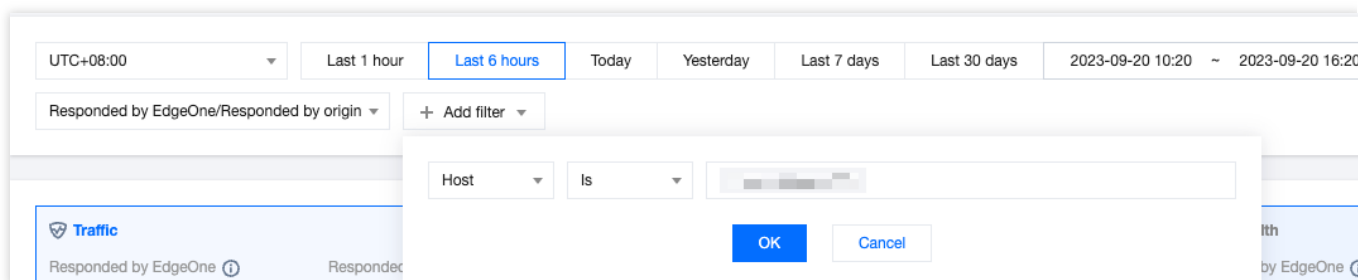 UTC+08:00 Last 1 hour Last 6 hours Today Yesterday Last 7 days Last 30 days 2023-09-20 10:20 ~ 2023-09-20 16:20
Responded by EdgeOne/Responded by origin + Add filter
Host Is
Traffic lth
OK Cancel
Responded by EdgeOne Responded by EdgeOne